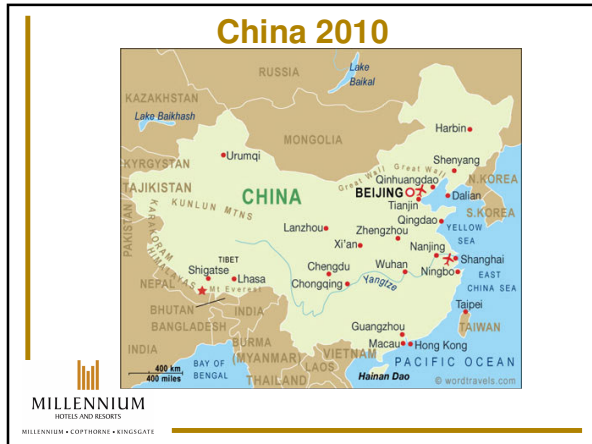 China 2010
RUSSIA
Lake
Baikal
KAZAKHSTAN
Lake Baikhash
MONGOLIA
Harbin
KYRGYSTAN
Urumqi
Shenyang
Great Wall Great Wall
TAJIKISTAN
Qinhuangdao
N.KOREA
KUNLUN MTNS
CHINA
BEIJING
Dalian
Tianjin
S.KOREA
PAKISTAN
KARAKORAM
Lanzhou
Zhengzhou
Qingdao
YELLOW
SEA
Xi'an
Nanjing
HIMALAYAS
TIBET
Shigatse
Lhasa
Chengdu
Wuhan
Shanghai
NEPAL
Mt Everest
Chongqing
Yangtze
Ningbo
EAST
CHINA SEA
BHUTAN
INDIA
BANGLADESH
Taipei
TAIWAN
Guangzhou
INDIA
BURMA
(MYANMAR)
VIETNAM
Macau
Hong Kong
LAOS
PACIFIC OCEAN
400 km
400 miles
BAY OF
BENGAL
THAILAND
Hainan Dao
© wordtravels.com
MILLENNIUM
HOTELS AND RESORTS
MILLENNIUM • COPTHORNE • KINGSGATE